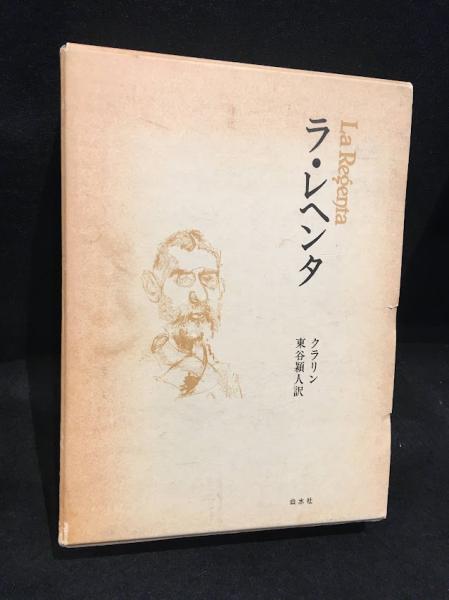 La Regenta
ラ・レヘンタ
クラリン
東谷穎人訳
白水社